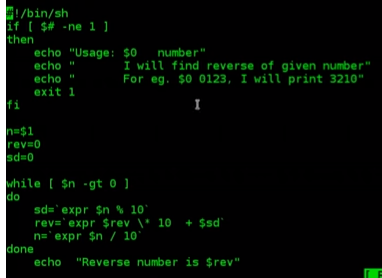 #!/bin/sh
if [ $# -ne 1 ]
then
    echo "Usage: $0   number"
    echo "       I will find reverse of given number"
    echo "       For eg. $0 0123, I will print 3210"
    exit 1
fi

n=$1
rev=0
sd=0

while [ $n -gt 0 ]
do
    sd=`expr $n % 10`
    rev=`expr $rev \* 10  + $sd`
    n=`expr $n / 10`
done
    echo  "Reverse number is $rev"